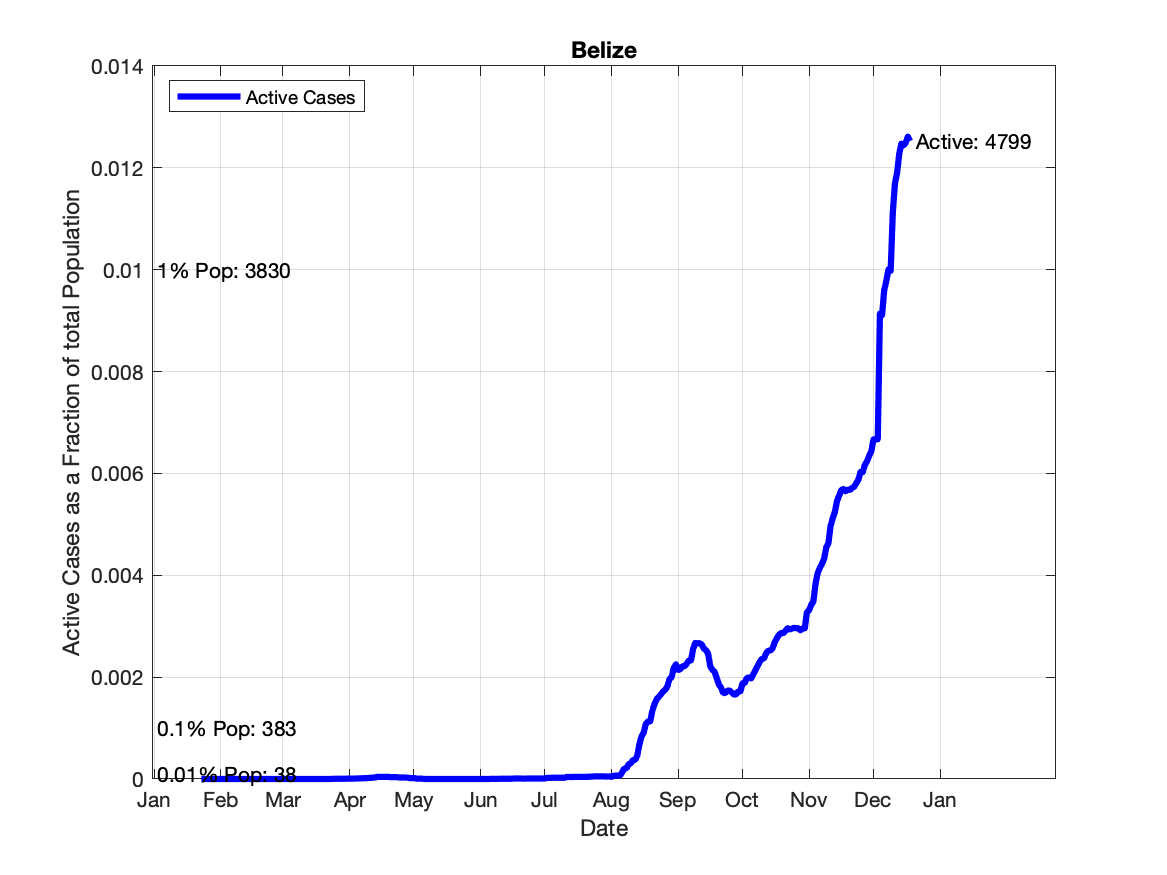 Belize
Active Cases
Active: 4799
1% Pop: 3830
0.1% Pop: 383
0.01% Pop: 38
0.014
0.012
0.01
0.008
0.006
0.004
0.002
0
Active Cases as a Fraction of total Population
Jan Feb Mar Apr May Jun Jul Aug Sep Oct Nov Dec Jan
Date